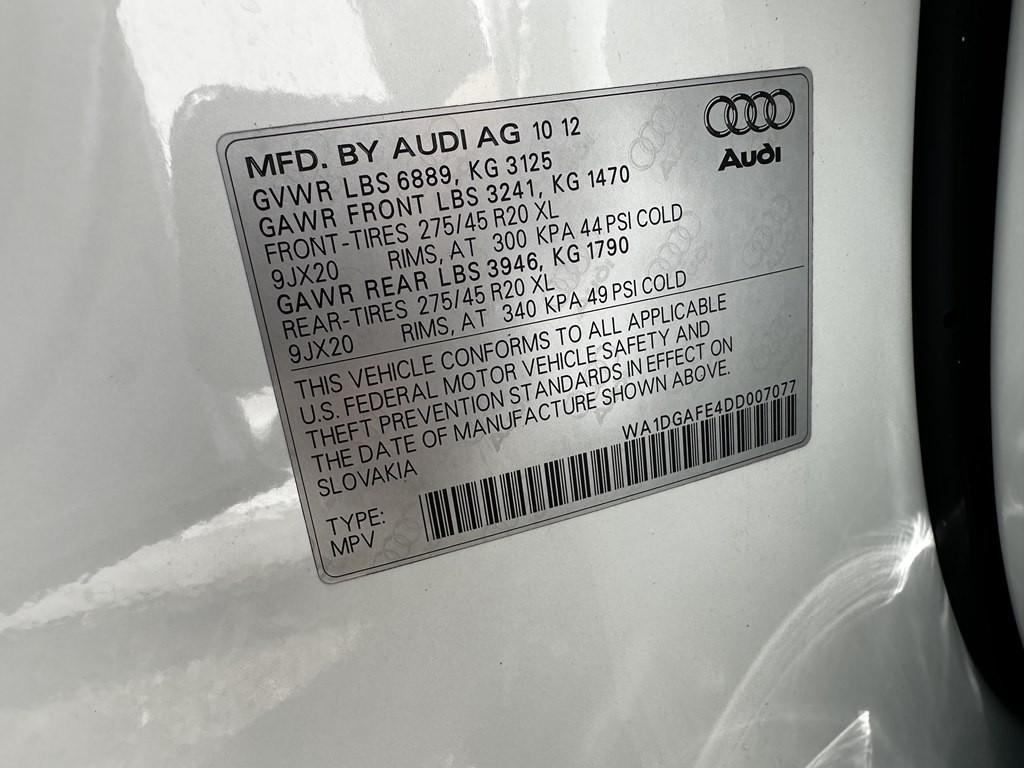 MFD. BY AUDI AG 10 12
Audi
GVWR LBS 6889, KG 3125
GAWR FRONT LBS 3241, KG 1470
FRONT-TIRES 275/45 R20 XL
9JX20 RIMS, AT 300 KPA 44 PSI COLD
GAWR REAR LBS 3946, KG 1790
REAR-TIRES 275/45 R20 XL
9JX20 RIMS, AT 340 KPA 49 PSI COLD
THIS VEHICLE CONFORMS TO ALL APPLICABLE
U.S. FEDERAL MOTOR VEHICLE SAFETY AND
THEFT PREVENTION STANDARDS IN EFFECT ON
THE DATE OF MANUFACTURE SHOWN ABOVE.
SLOVAKIA
WA1DGAFE4DD007077
TYPE:
MPV